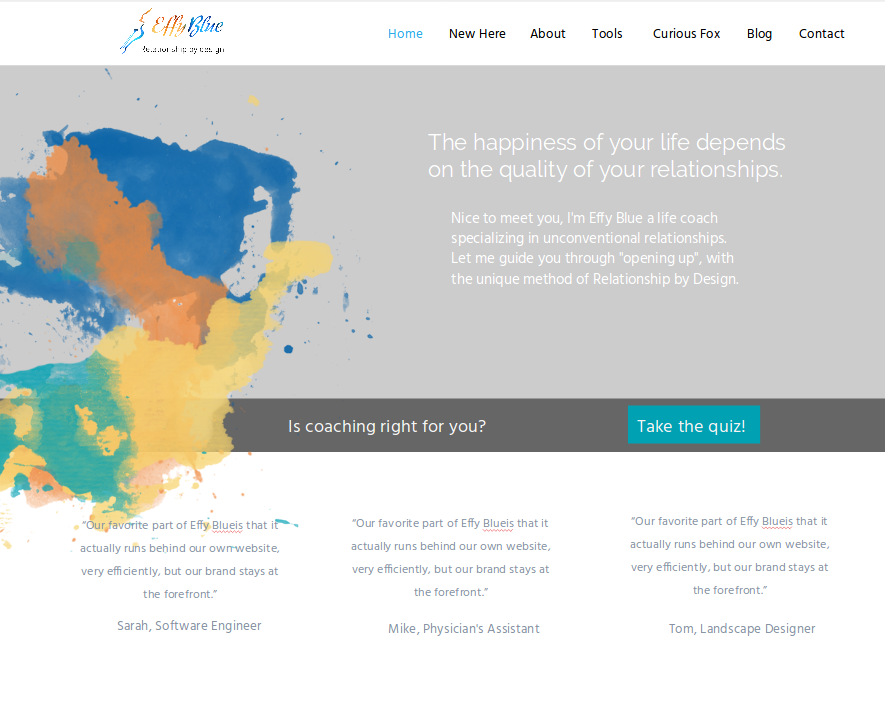 Effy Blue
Relationship by design
Home New Here About Tools Curious Fox Blog Contact
The happiness of your life depends
on the quality of your relationships.
Nice to meet you, I'm Effy Blue a life coach
specializing in unconventional relationships.
Let me guide you through "opening up", with
the unique method of Relationship by Design.
Is coaching right for you?
Take the quiz!
“Our favorite part of Effy Blueis that it
actually runs behind our own website,
very efficiently, but our brand stays at
the forefront.”
Sarah, Software Engineer
“Our favorite part of Effy Blueis that it
actually runs behind our own website,
very efficiently, but our brand stays at
the forefront.”
Mike, Physician's Assistant
“Our favorite part of Effy Blueis that it
actually runs behind our own website,
very efficiently, but our brand stays at
the forefront.”
Tom, Landscape Designer